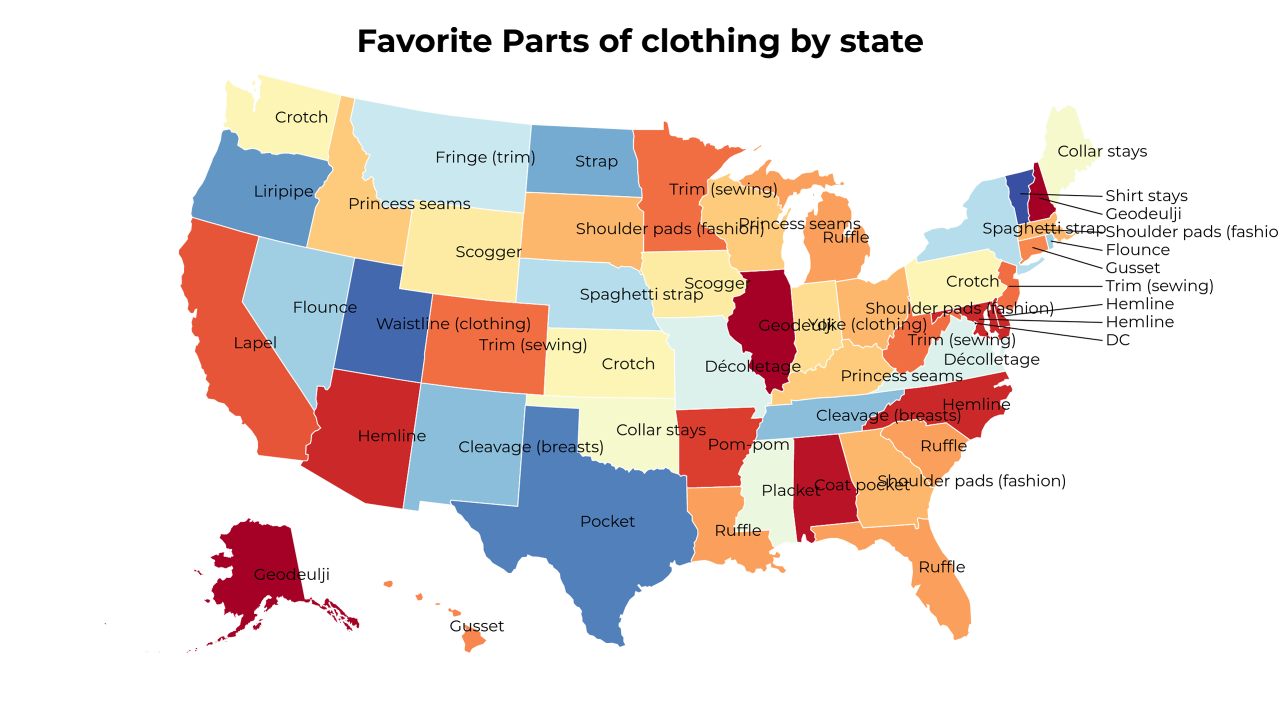 Favorite Parts of clothing by state
Crotch
Collar stays
Fringe (trim)
Strap
Liripipe
Trim (sewing)
Shirt stays
Princess seams
Geodeulji
Shoulder pads (fashion)
Princess seams
Spaghetti strap
Shoulder pads (fashio
Ruffle
Scogger
Flounce
Gusset
Scogger
Crotch
Trim (sewing)
Spaghetti strap
Flounce
Shoulder pads (fashion)
Hemline
Waistline (clothing)
Geodeulji
Yoke (clothing)
Hemline
Lapel
Trim (sewing)
Trim (sewing)
DC
Crotch
Décolletage
Décolletage
Princess seams
Hemline
Cleavage (breasts)
Hemline
Collar stays
Cleavage (breasts)
Pom-pom
Ruffle
Placket
Coat pocket
Shoulder pads (fashion)
Pocket
Ruffle
Ruffle
Geodeulji
Gusset